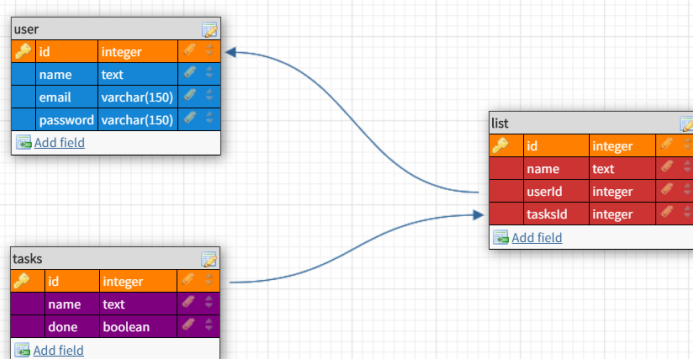 user
id integer
name text
email varchar(150)
password varchar(150)
Add field
list
id integer
name text
userId integer
tasksId integer
Add field
tasks
id integer
name text
done boolean
Add field